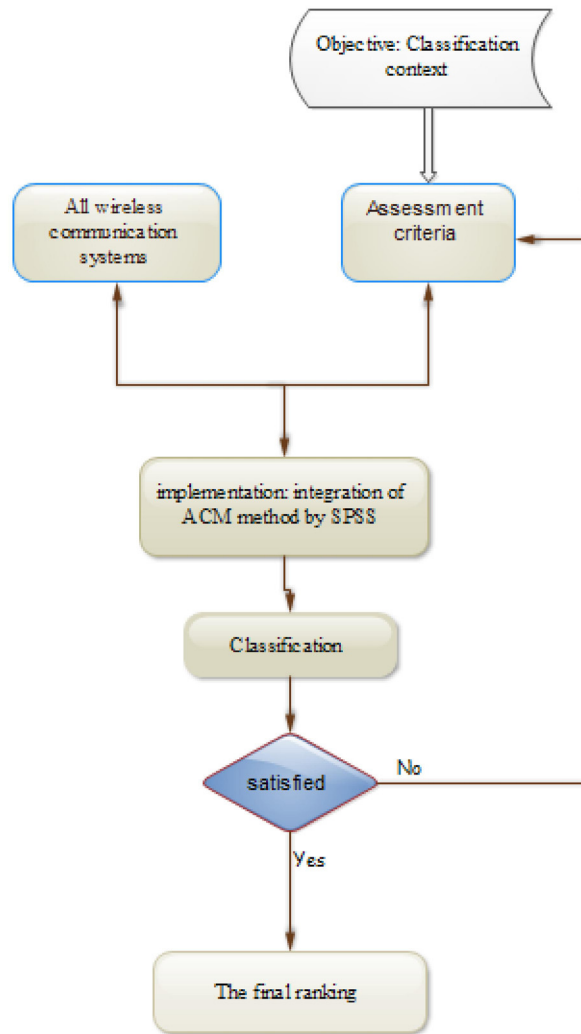 Objective: Classification
context
All wireless
communication
systems
Assessment
criteria
implementation: integration of
ACM method by SPSS
Classification
satisfied
No
Yes
The final ranking